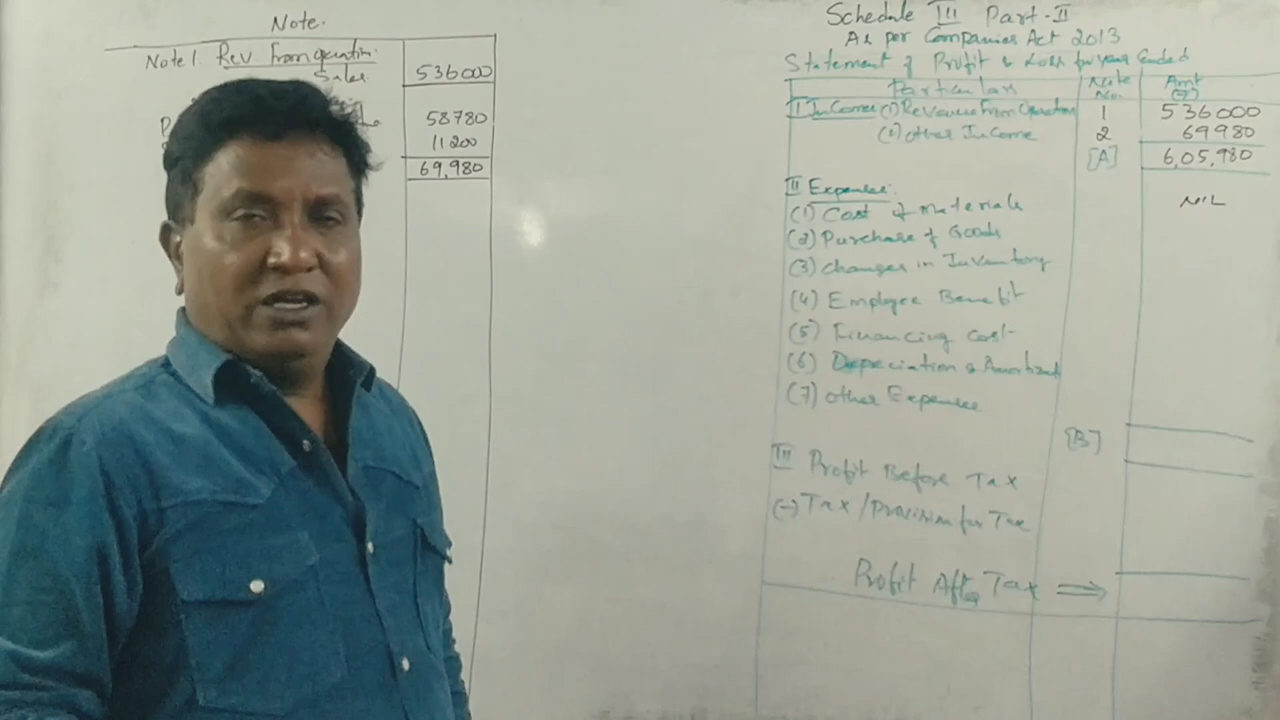 Note.
Note 1. Rev. From operation.
Sales 536000
58780
11200
69,980
Schedule III Part-II
As per Companies Act 2013
Statement of Profit & Loss for year Ended
Particulars Note No. Amt (₹)
I Income (1) Revenue From Operations 1 536000
(2) Other Income 2 69980
[A] 6,05,980
II Expenses:
(1) Cost of Materials NIL
(2) Purchase of Goods
(3) Changes in Inventory
(4) Employee Benefit
(5) Financing Cost
(6) Depreciation & Amortized
(7) Other Expenses
[B]
III Profit Before Tax
(-) Tax / Provision for Tax
Profit After Tax ⇒